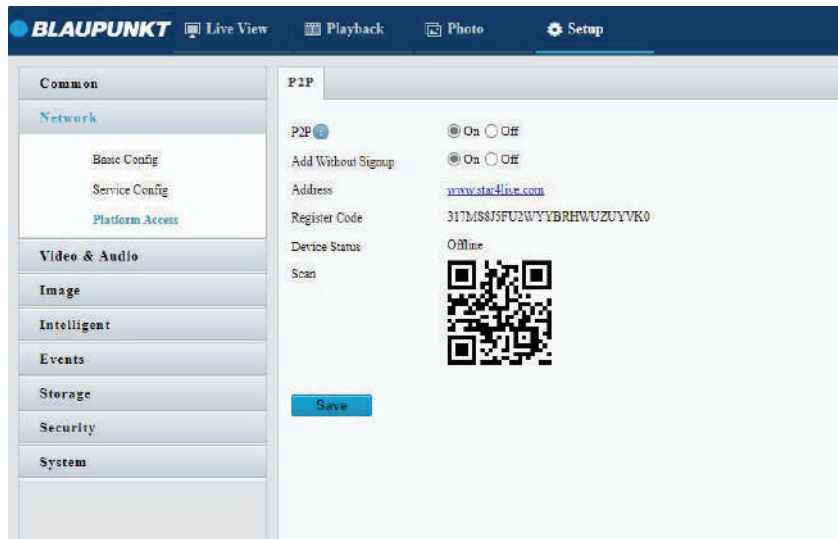 BLAUPUNKT Live View Playback Photo Setup
Common
Network
Basic Config
Service Config
Platform Access
Video & Audio
Image
Intelligent
Events
Storage
Security
System
P2P
P2P On Off
Add Without Signup On Off
Address www.star4live.com
Register Code 317MS8J5FU2WYYBRHWUZUYVK0
Device Status Offline
Scan
Save